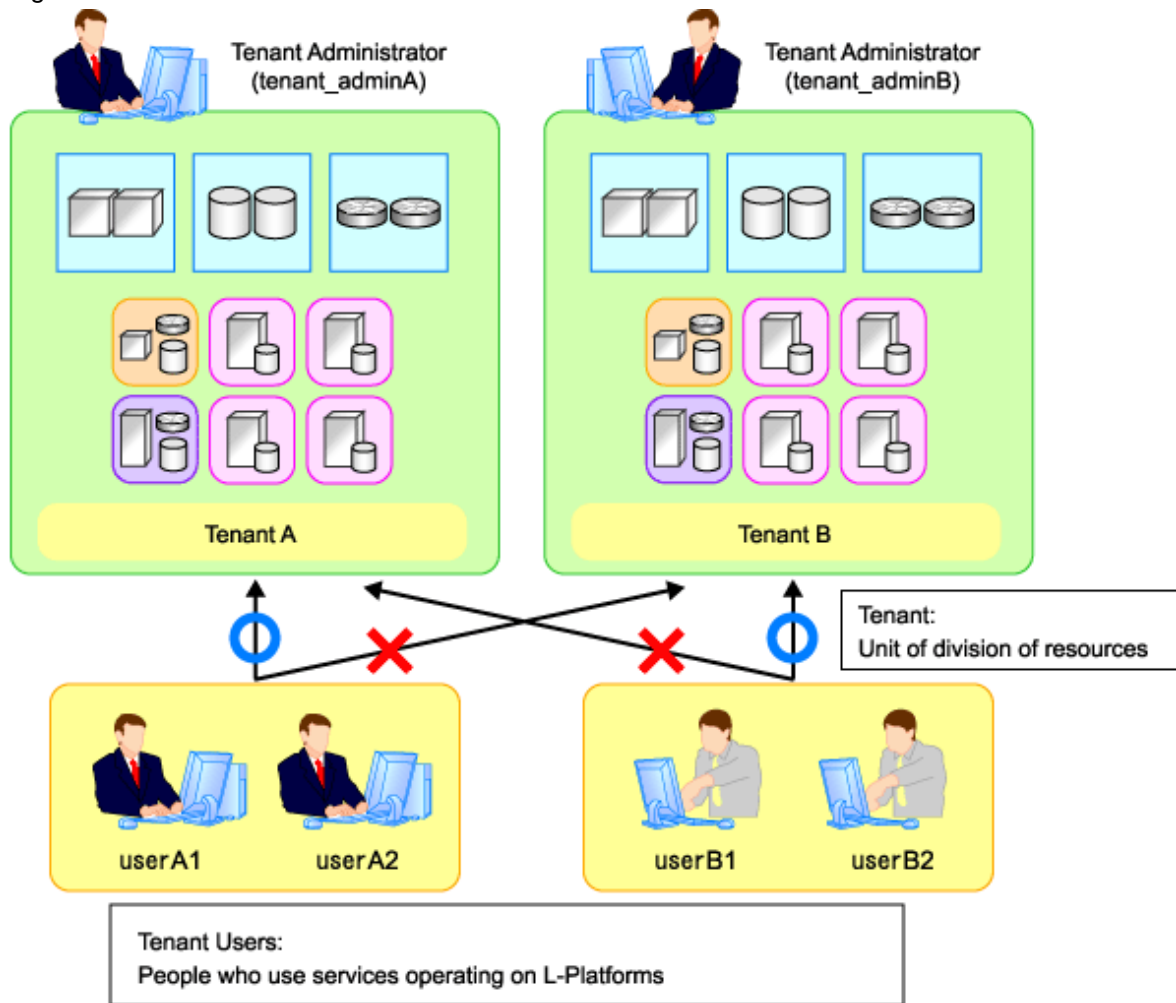 Tenant Administrator
(tenant_adminA)
Tenant Administrator
(tenant_adminB)
Tenant A
Tenant B
Tenant:
Unit of division of resources
userA1
userA2
userB1
userB2
Tenant Users:
People who use services operating on L-Platforms